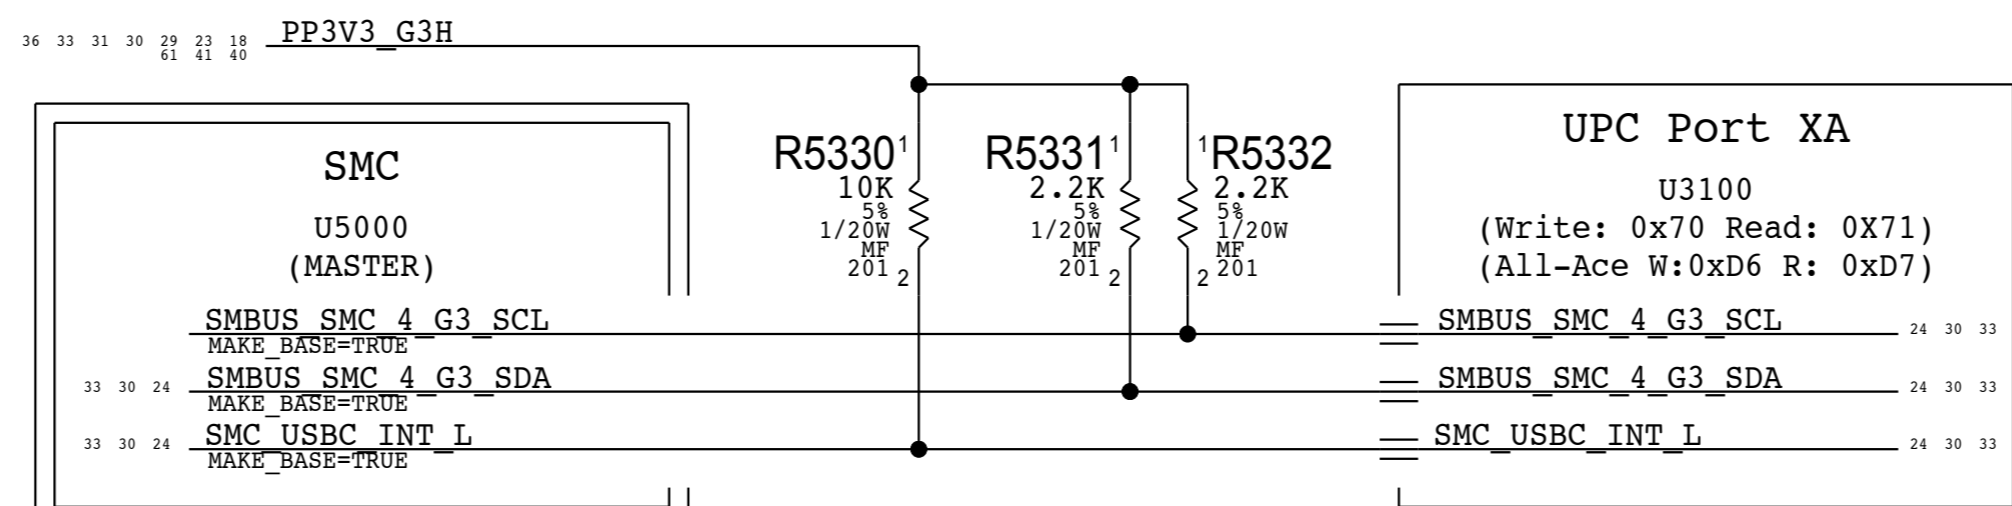 36 33 31 30 29 23 18 PP3V3_G3H
61 41 40
SMC
U5000
(MASTER)
R5330 1
10K
5%
1/20W
MF
201 2
R5331 1
2.2K
5%
1/20W
MF
201 2
1 R5332
2.2K
5%
1/20W
MF
2 201
UPC Port XA
U3100
(Write: 0x70 Read: 0X71)
(All-Ace W:0xD6 R: 0xD7)
SMBUS_SMC_4_G3_SCL
MAKE_BASE=TRUE
SMBUS_SMC_4_G3_SCL 24 30 33
33 30 24 SMBUS_SMC_4_G3_SDA
MAKE_BASE=TRUE
SMBUS_SMC_4_G3_SDA 24 30 33
33 30 24 SMC_USBC_INT_L
MAKE_BASE=TRUE
SMC_USBC_INT_L 24 30 33